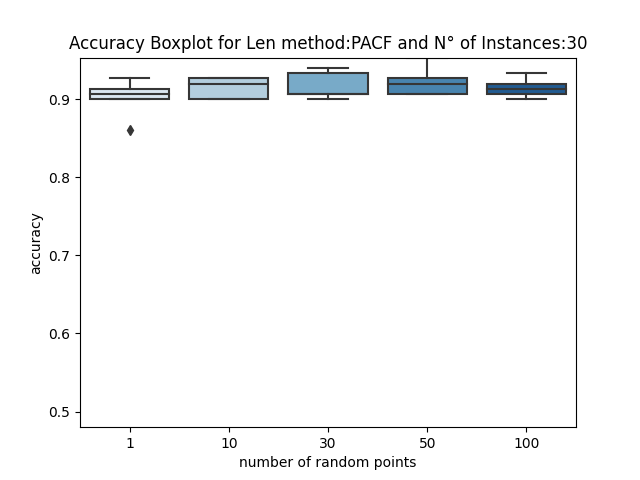 Accuracy Boxplot for Len method:PACF and N° of Instances:30
0.9
0.8
0.7
0.6
0.5
accuracy
1 10 30 50 100
number of random points